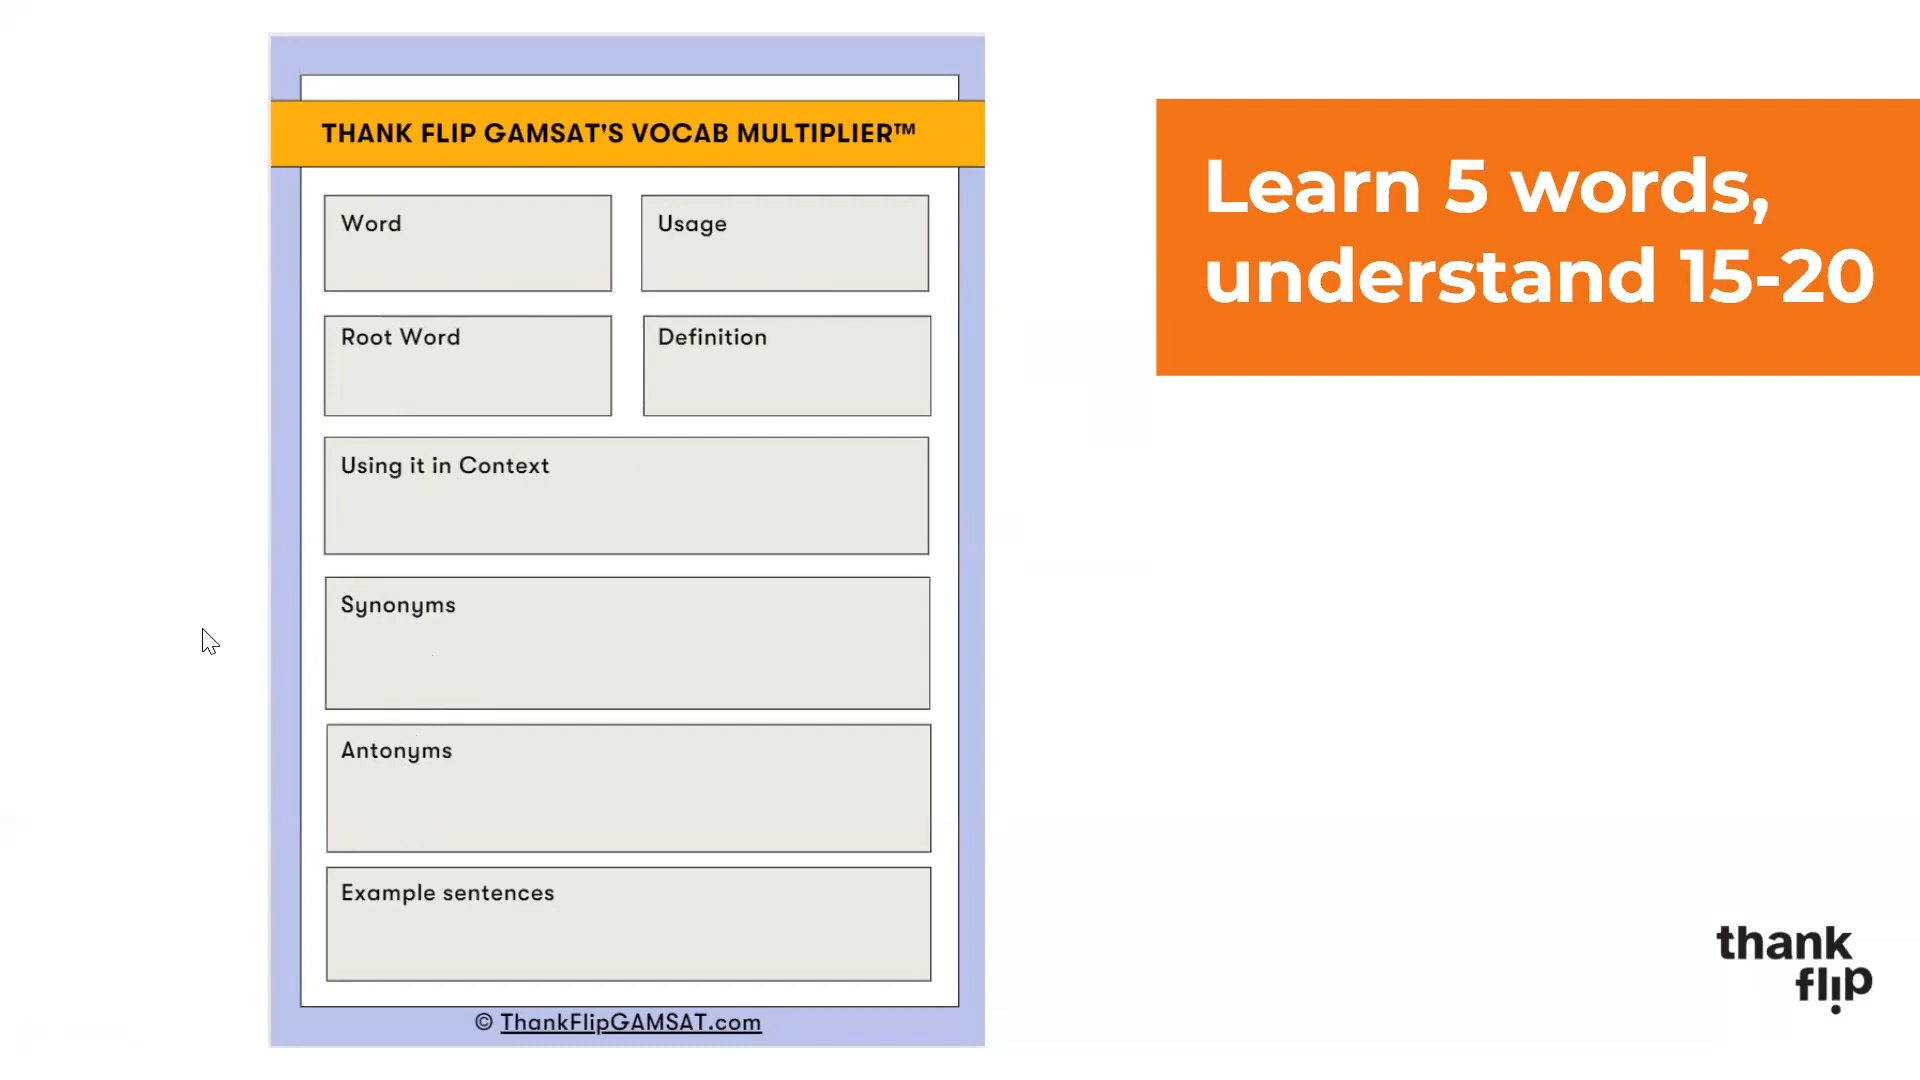 THANK FLIP GAMSAT'S VOCAB MULTIPLIER™
Word
Usage
Root Word
Definition
Using it in Context
Synonyms
Antonyms
Example sentences
© ThankFlipGAMSAT.com
Learn 5 words,
understand 15-20
thank
flip